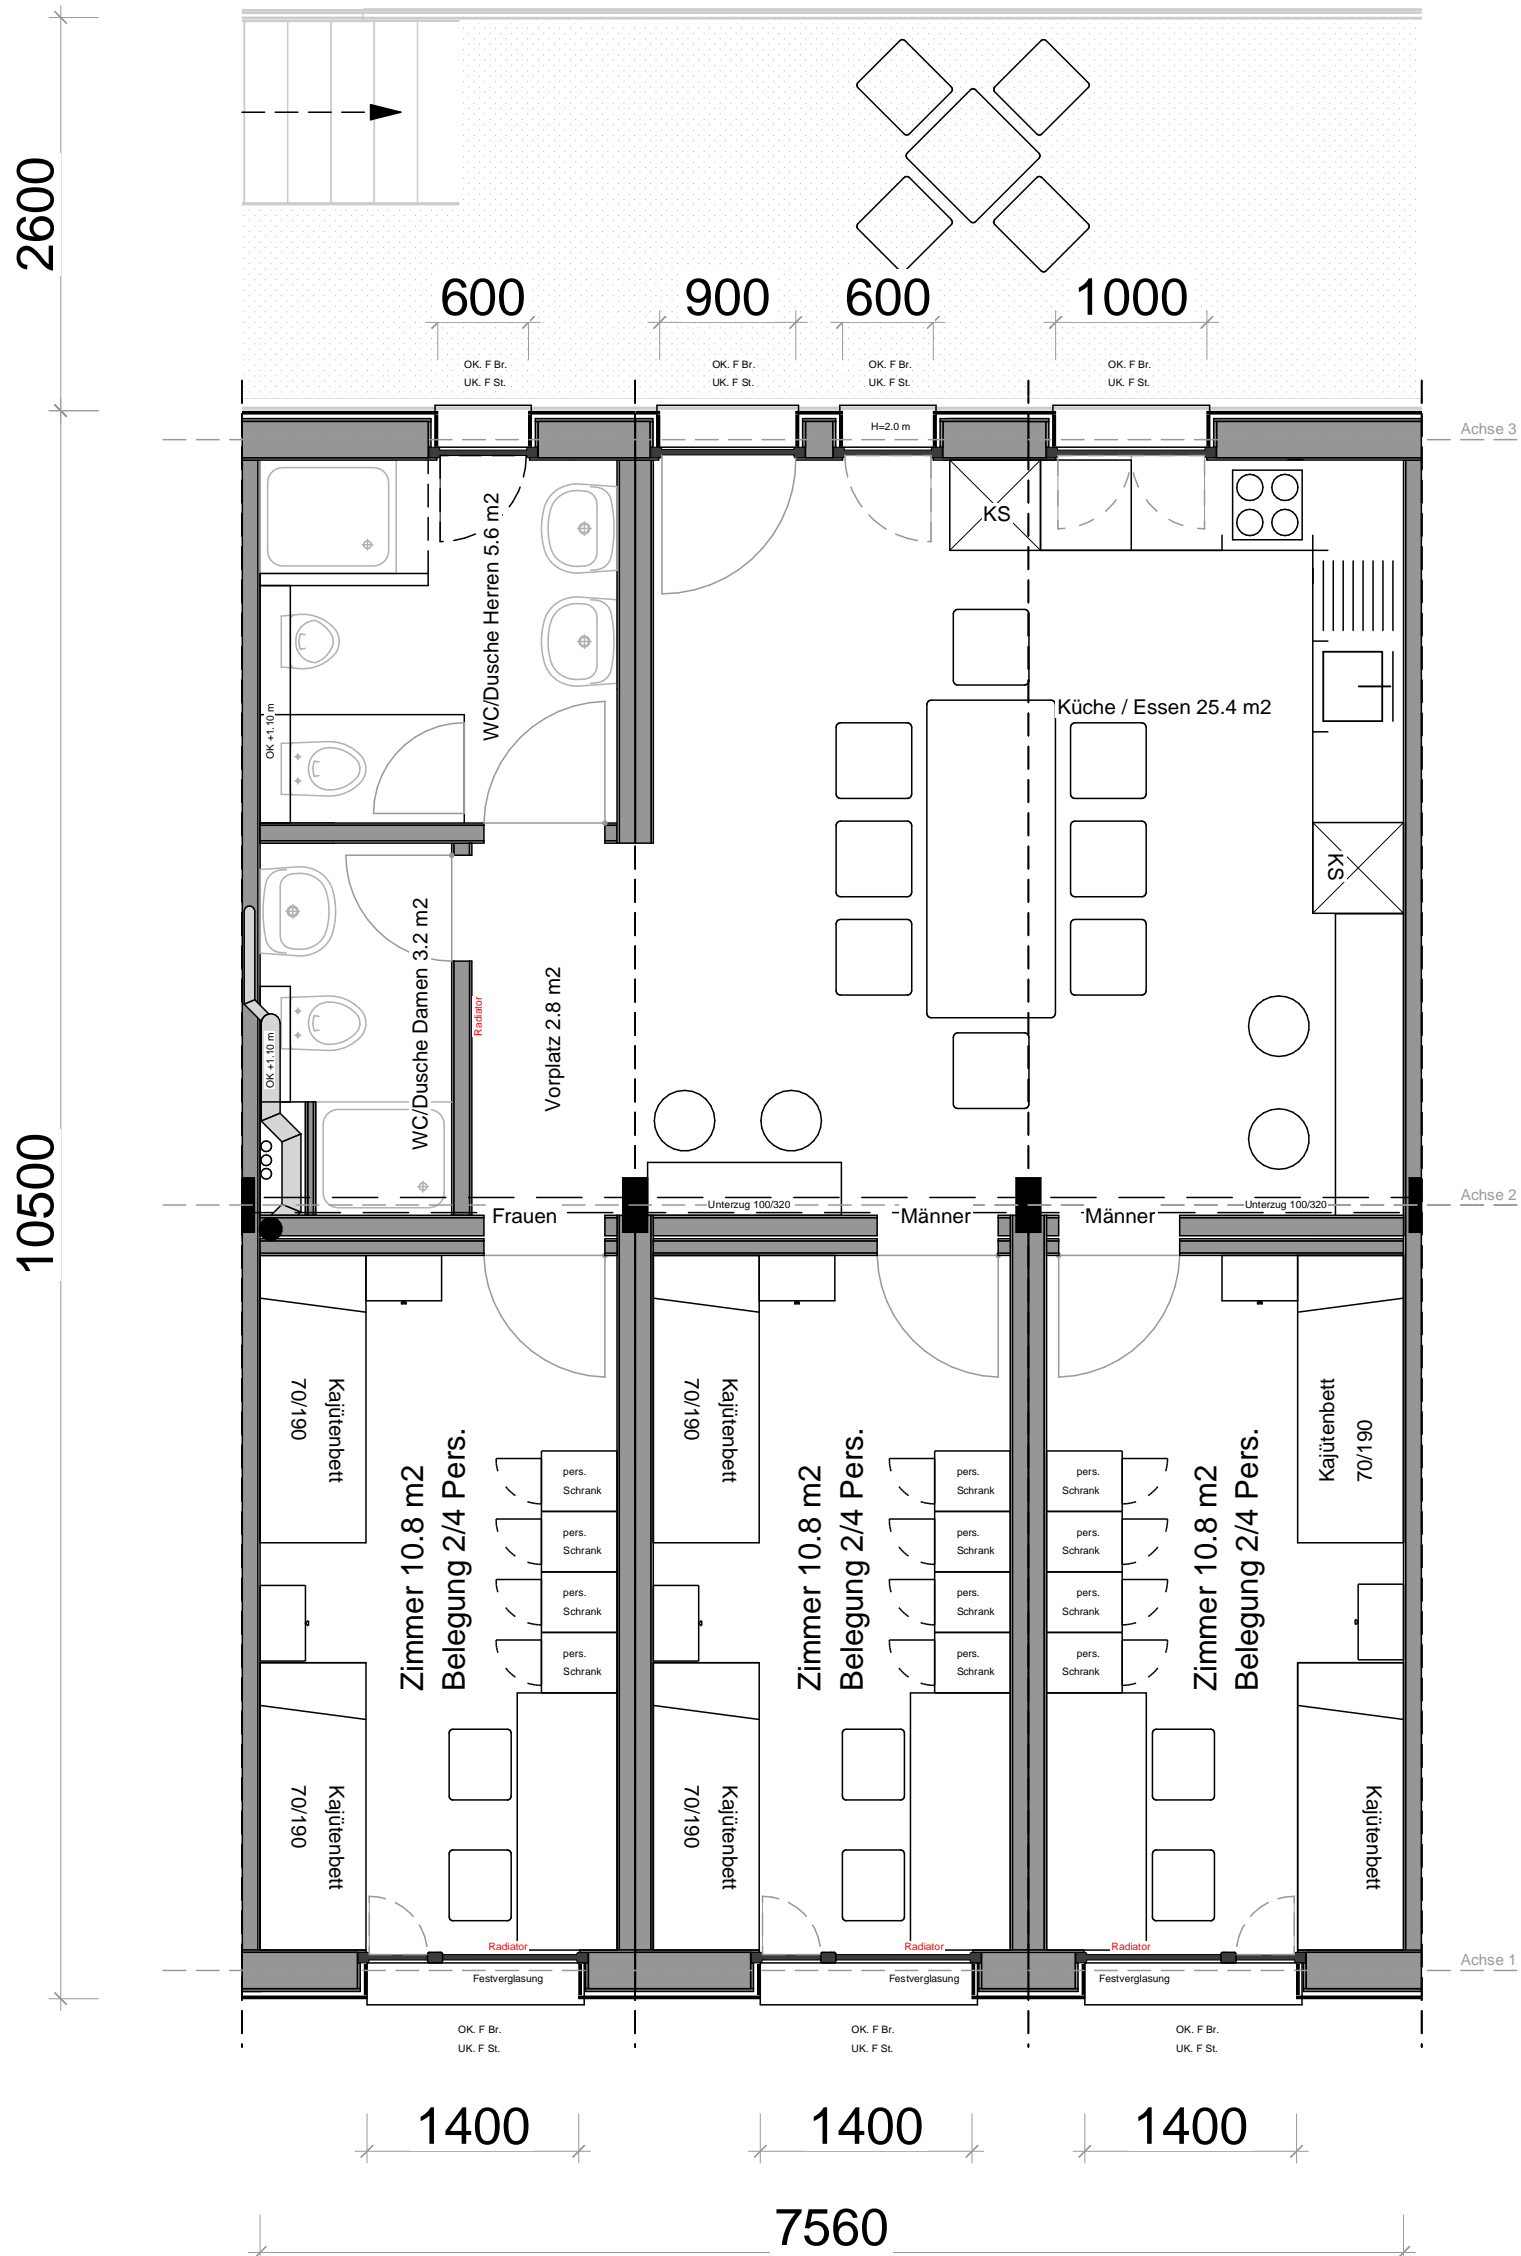 2600
600
900
600
1000
OK. F Br.
UK. F St.
OK. F Br.
UK. F St.
OK. F Br.
UK. F St.
OK. F Br.
UK. F St.
H=2.0 m
Achse 3
KS
WC/Dusche Herren 5.6 m2
OK +1.10 m
Küche / Essen 25.4 m2
KS
WC/Dusche Damen 3.2 m2
Radiator
Vorplatz 2.8 m2
OK +1.10 m
10500
Achse 2
Unterzug 100/320
Unterzug 100/320
Frauen
Männer
Männer
Kajütenbett
70/190
Kajütenbett
70/190
Kajütenbett
70/190
Zimmer 10.8 m2
Belegung 2/4 Pers.
Zimmer 10.8 m2
Belegung 2/4 Pers.
Zimmer 10.8 m2
Belegung 2/4 Pers.
pers.
Schrank
pers.
Schrank
pers.
Schrank
pers.
Schrank
pers.
Schrank
pers.
Schrank
pers.
Schrank
pers.
Schrank
pers.
Schrank
pers.
Schrank
pers.
Schrank
pers.
Schrank
Kajütenbett
70/190
Kajütenbett
70/190
Kajütenbett
Radiator
Radiator
Radiator
Achse 1
Festverglasung
Festverglasung
Festverglasung
OK. F Br.
UK. F St.
OK. F Br.
UK. F St.
OK. F Br.
UK. F St.
1400
1400
1400
7560